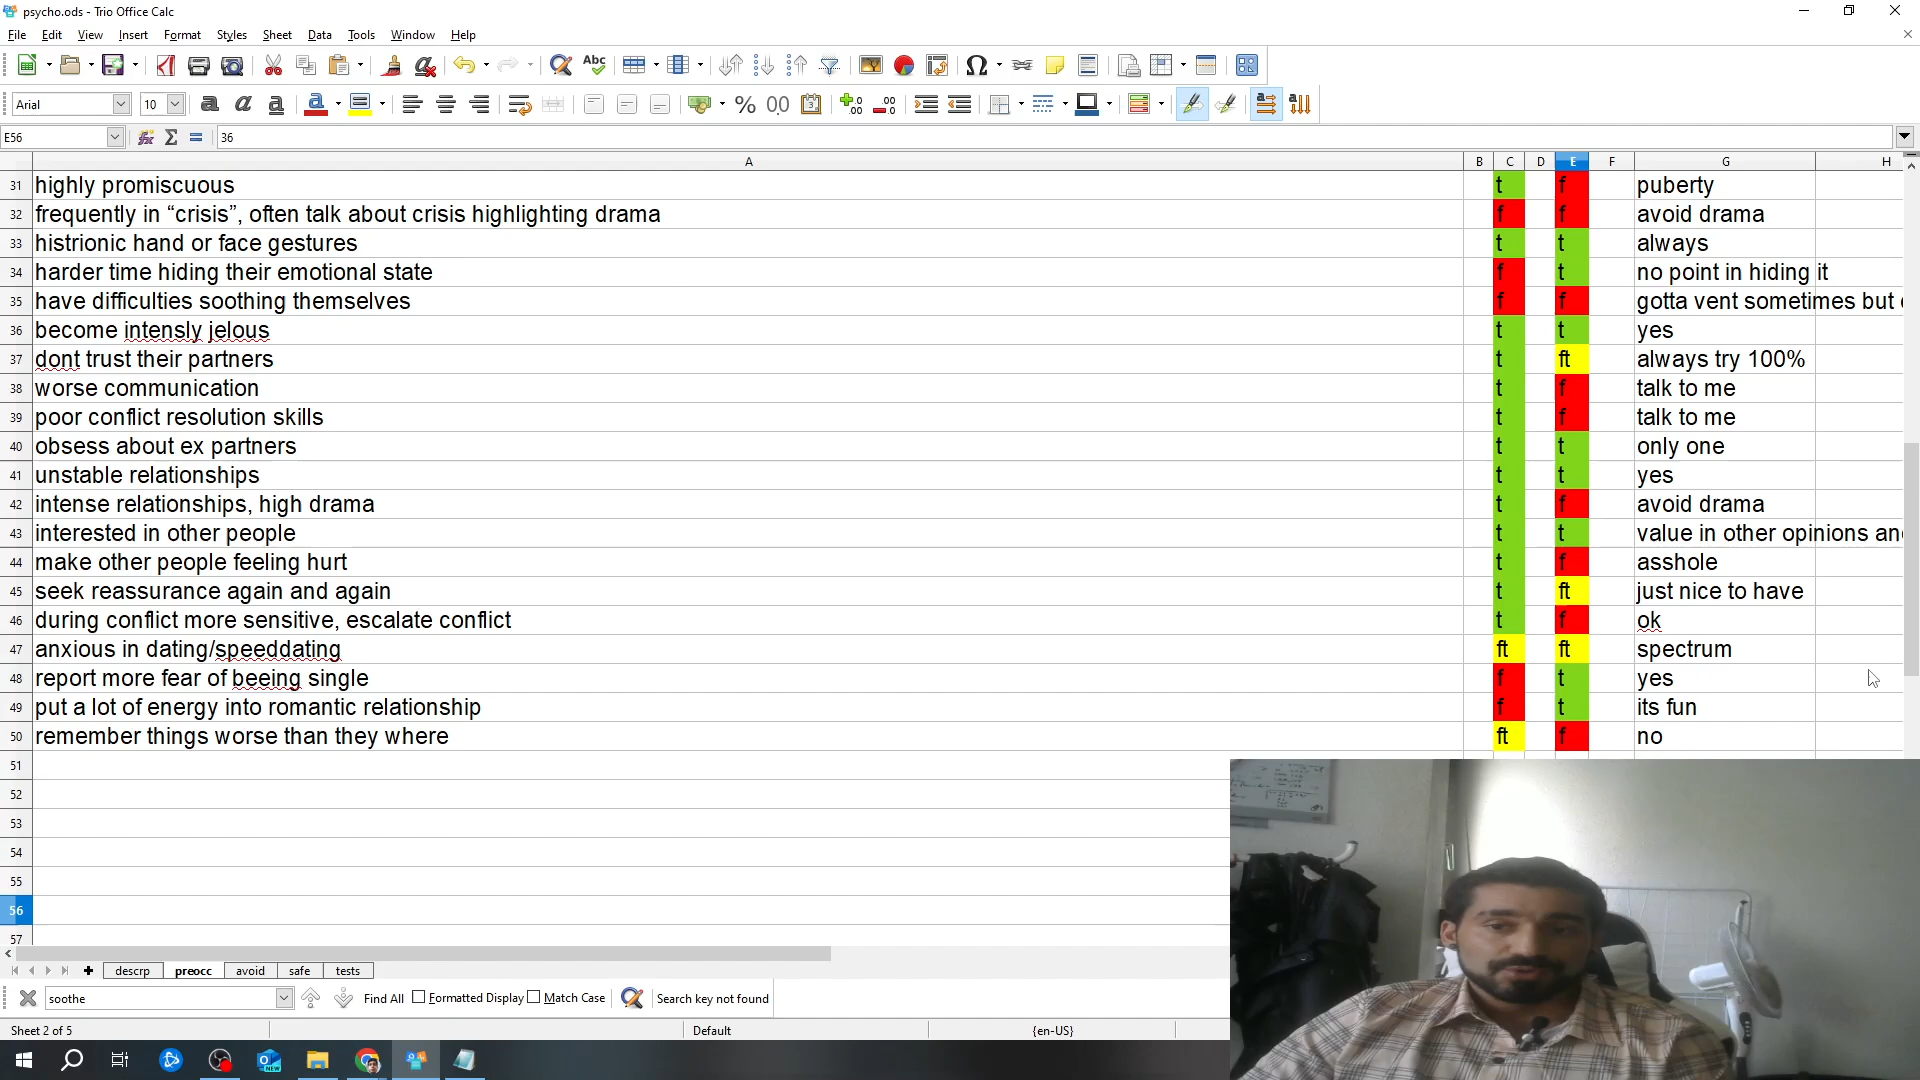 psycho.ods - Trio Office Calc
File Edit View Insert Format Styles Sheet Data Tools Window Help
Arial 10
E56 36
A B C D E F G H
31 highly promiscuous t f puberty
32 frequently in “crisis”, often talk about crisis highlighting drama f f avoid drama
33 histrionic hand or face gestures t t always
34 harder time hiding their emotional state f t no point in hiding it
35 have difficulties soothing themselves f f gotta vent sometimes but
36 become intensly jelous t t yes
37 dont trust their partners t ft always try 100%
38 worse communication t f talk to me
39 poor conflict resolution skills t f talk to me
40 obsess about ex partners t t only one
41 unstable relationships t t yes
42 intense relationships, high drama t f avoid drama
43 interested in other people t t value in other opinions an
44 make other people feeling hurt t f asshole
45 seek reassurance again and again t ft just nice to have
46 during conflict more sensitive, escalate conflict t f ok
47 anxious in dating/speeddating ft ft spectrum
48 report more fear of beeing single f t yes
49 put a lot of energy into romantic relationship f t its fun
50 remember things worse than they where ft f no
51
52
53
54
55
56
57
descrp preocc avoid safe tests
soothe Find All Formatted Display Match Case Search key not found
Sheet 2 of 5 Default {en-US}